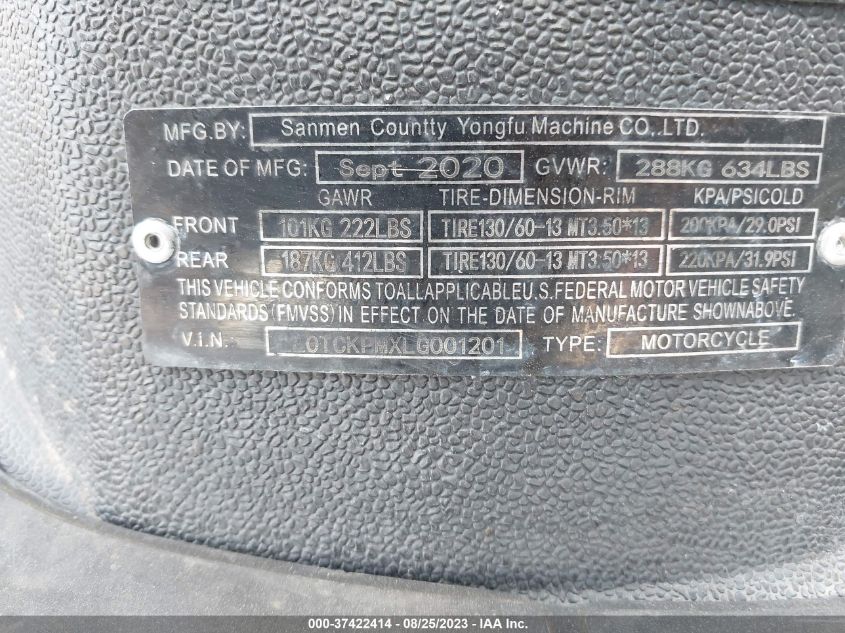 MFG.BY: Sanmen Countty Yongfu Machine CO,.LTD.
DATE OF MFG: Sept 2020 GVWR: 288KG 634LBS
GAWR TIRE-DIMENSION-RIM KPA/PSICOLD
FRONT 101KG 222LBS TIRE130/60-13 MT3.50*13 200KPA/29.0PSI
REAR 187KG 412LBS TIRE130/60-13 MT3.50*13 220KPA/31.9PSI
THIS VEHICLE CONFORMS TOALLAPPLICABLEU.S.FEDERAL MOTOR VEHICLE SAFETY
STANDARDS (FMVSS) IN EFFECT ON THE DATE OF MANUFACTURE SHOWNABOVE.
V.I.N: TYPE: MOTORCYCLE
000-37422414 - 08/25/2023 - IAA Inc.